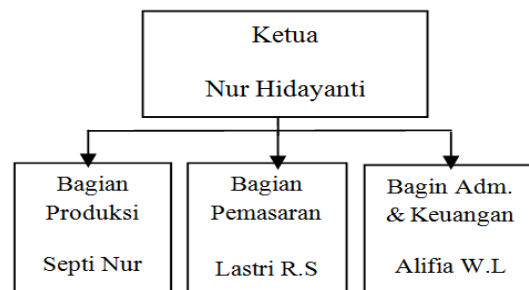 Ketua
Nur Hidayanti
Bagian
Produksi
Septi Nur
Bagian
Pemasaran
Lastri R.S
Bagin Adm.
& Keuangan
Alifia W.L